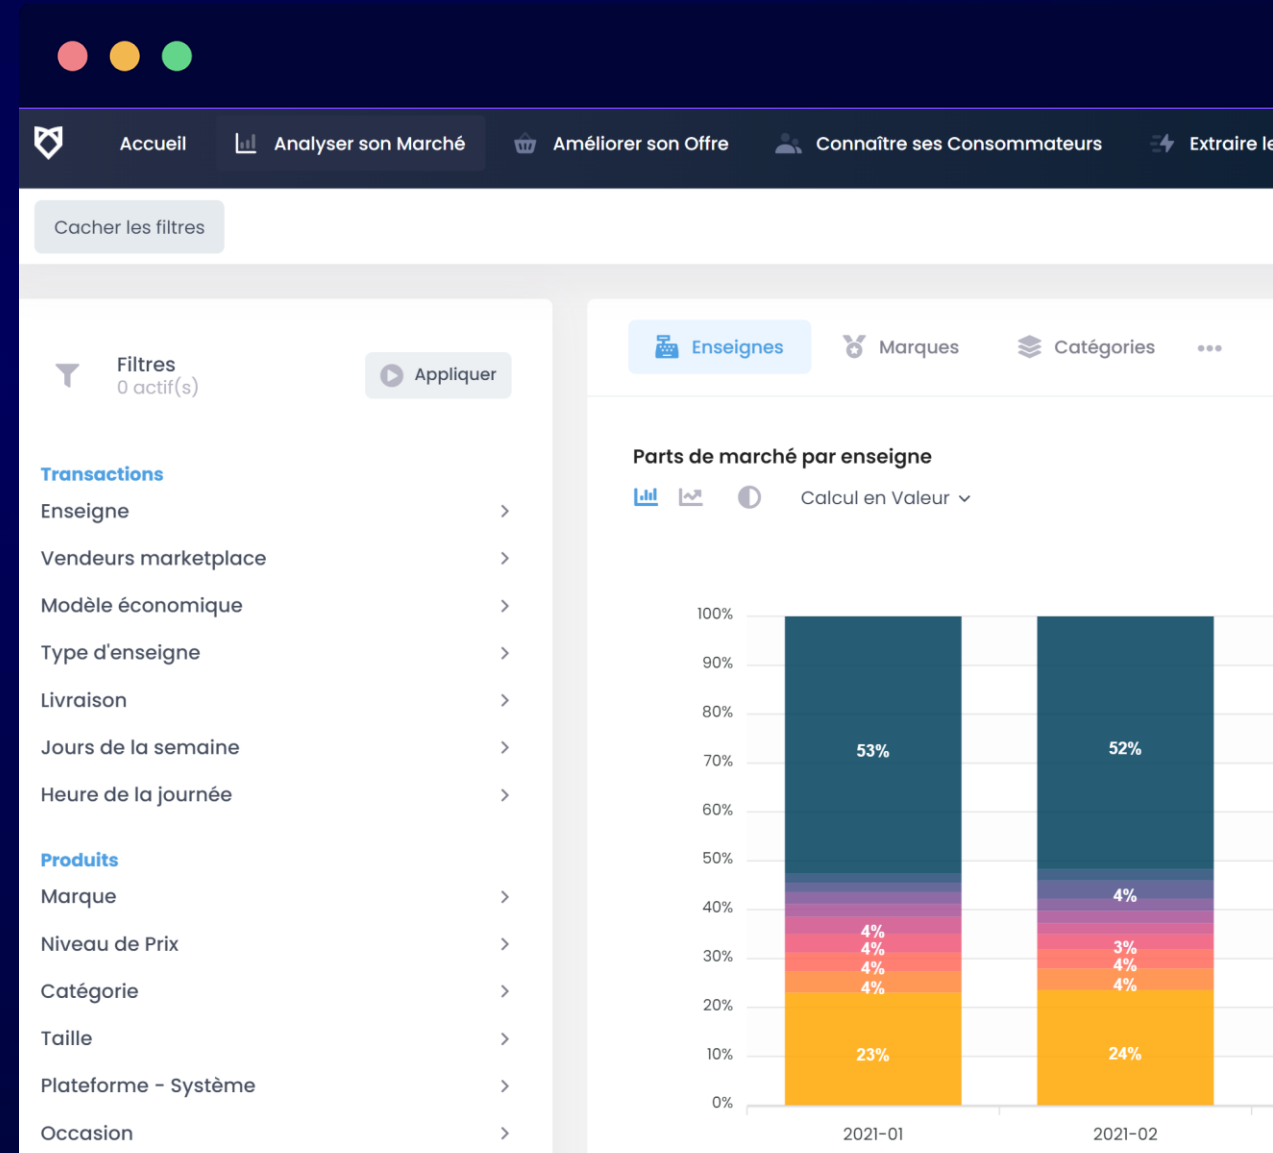 Accueil
Analyser son Marché
Améliorer son Offre
Connaître ses Consommateurs
Extraire le
Cacher les filtres
Filtres
0 actif(s)
Appliquer
Transactions
Enseigne
Vendeurs marketplace
Modèle économique
Type d'enseigne
Livraison
Jours de la semaine
Heure de la journée
Produits
Marque
Niveau de Prix
Catégorie
Taille
Plateforme - Système
Occasion
Enseignes
Marques
Catégories
Parts de marché par enseigne
Calcul en Valeur
100%
90%
80%
70%
60%
50%
40%
30%
20%
10%
0%
53%
4%
4%
4%
4%
23%
52%
4%
3%
4%
4%
24%
2021-01
2021-02